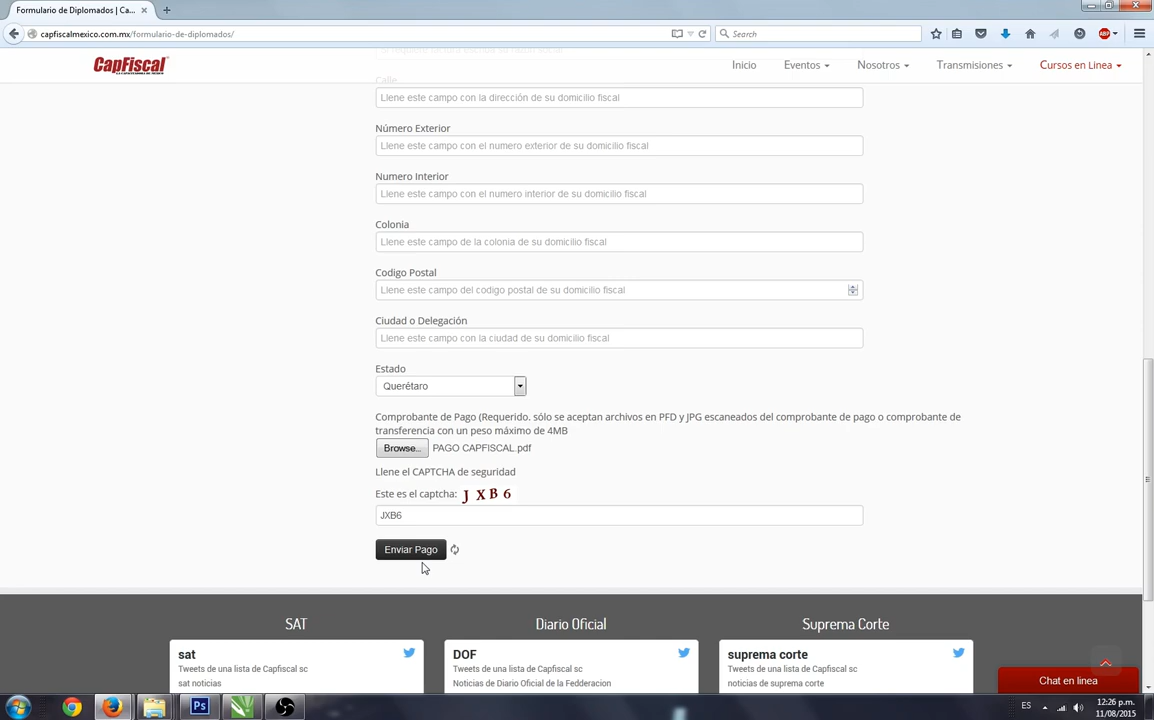 Formulario de Diplomados | Ca...
capfiscalmexico.com.mx/formulario-de-diplomados/
Search
ABP
CapFiscal
Inicio
Eventos
Nosotros
Transmisiones
Cursos en Linea
Calle
Llene este campo con la dirección de su domicilio fiscal
Número Exterior
Llene este campo con el numero exterior de su domicilio fiscal
Numero Interior
Llene este campo con el numero interior de su domicilio fiscal
Colonia
Llene este campo de la colonia de su domicilio fiscal
Codigo Postal
Llene este campo del codigo postal de su domicilio fiscal
Ciudad o Delegación
Llene este campo con la ciudad de su domicilio fiscal
Estado
Querétaro
Comprobante de Pago (Requerido. sólo se aceptan archivos en PFD y JPG escaneados del comprobante de pago o comprobante de
transferencia con un peso máximo de 4MB
Browse... PAGO CAPFISCAL.pdf
Llene el CAPTCHA de seguridad
Este es el captcha: J X B 6
JXB6
Enviar Pago
SAT
Diario Oficial
Suprema Corte
sat
Tweets de una lista de Capfiscal sc
sat noticias
DOF
Tweets de una lista de Capfiscal sc
Noticias de Diario Oficial de la Fedderacion
suprema corte
Tweets de una lista de Capfiscal sc
noticias de suprema corte
Chat en linea
Ps
ES
12:26 p.m.
11/08/2015